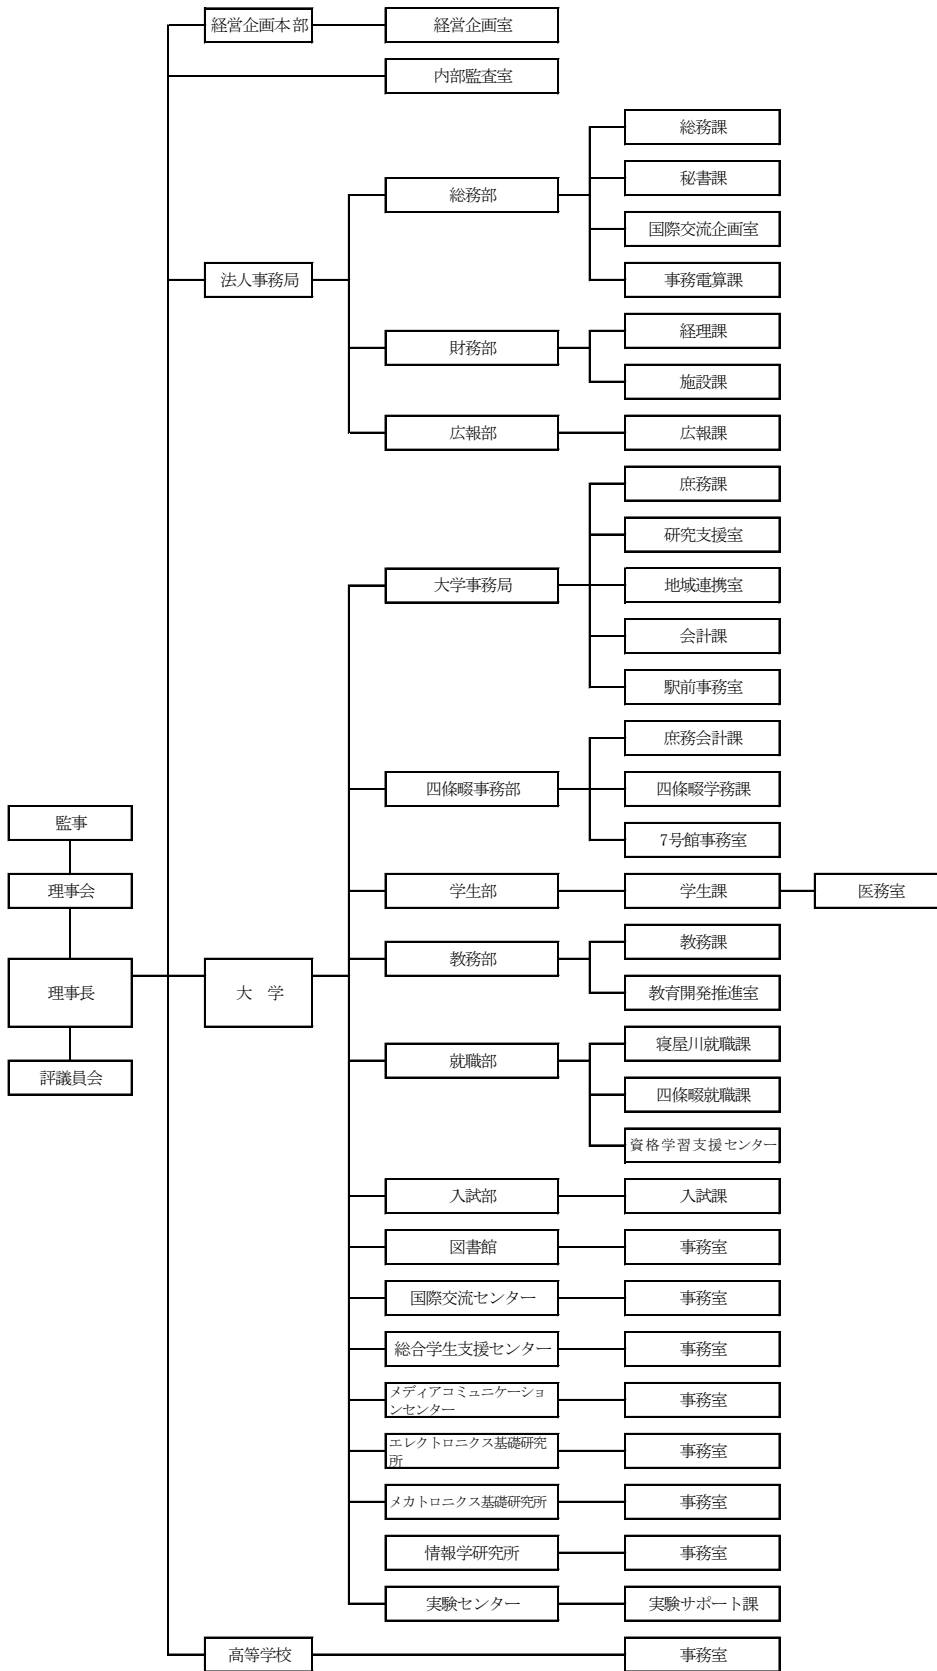 経営企画本部
経営企画室
内部監査室
総務課
秘書課
総務部
国際交流企画室
法人事務局
事務電算課
経理課
財務部
施設課
広報部
広報課
庶務課
研究支援室
大学事務局
地域連携室
会計課
駅前事務室
庶務会計課
四條畷事務部
四條畷学務課
監事
7号館事務室
理事会
学生部
学生課
医務室
教務課
教務部
理事長
大　学
教育開発推進室
寝屋川就職課
就職部
評議員会
四條畷就職課
資格学習支援センター
入試部
入試課
図書館
事務室
国際交流センター
事務室
総合学生支援センター
事務室
メディアコミュニケーショ
ンセンター
事務室
エレクトロニクス基礎研究
所
事務室
メカトロニクス基礎研究所
事務室
情報学研究所
事務室
実験センター
実験サポート課
高等学校
事務室